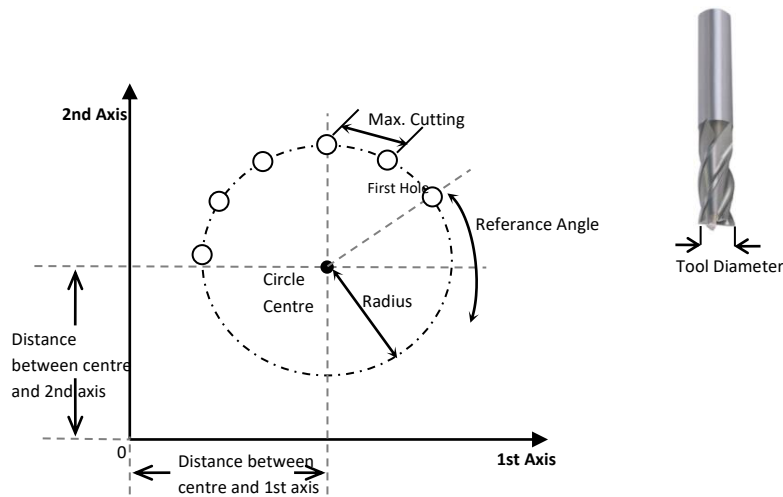 2nd Axis
Max. Cutting
First Hole
Referance Angle
Tool Diameter
Circle
Centre
Radius
Distance
between centre
and 2nd axis
0
Distance between
centre and 1st axis
1st Axis